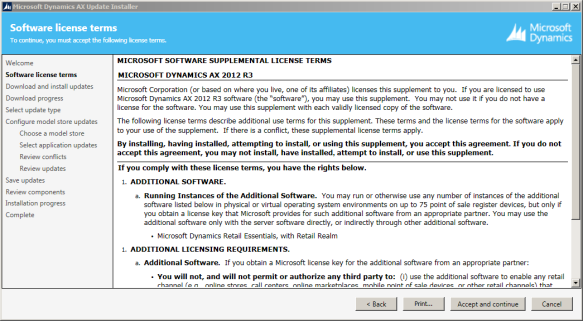 Microsoft Dynamics AX Update Installer
Software license terms
To continue, you must accept the following license terms.
Microsoft
Dynamics
Welcome
Software license terms
Download and install updates
Download progress
Select update type
Configure model store updates
Choose a model store
Select application updates
Review conflicts
Review updates
Save updates
Review components
Installation progress
Complete
MICROSOFT SOFTWARE SUPPLEMENTAL LICENSE TERMS
MICROSOFT DYNAMICS AX 2012 R3
Microsoft Corporation (or based on where you live, one of its affiliates) licenses this supplement to you. If you are licensed to use
Microsoft Dynamics AX 2012 R3 software (the "software"), you may use this supplement. You may not use it if you do not have a
license for the software. You may use this supplement with each validly licensed copy of the software.
The following license terms describe additional use terms for this supplement. These terms and the license terms for the software apply
to your use of the supplement. If there is a conflict, these supplemental license terms apply.
By installing, having installed, attempting to install, or using this supplement, you accept this agreement. If you do not
accept this agreement, you may not install, have installed, attempt to install, or use this supplement.
If you comply with these license terms, you have the rights below.
1. ADDITIONAL SOFTWARE.
a. Running Instances of the Additional Software. You may run or otherwise use any number of instances of the additional
software listed below in physical or virtual operating system environments on up to 75 point of sale register devices, but only if
you obtain a license key that Microsoft provides for such additional software from an appropriate partner. You may use the
additional software only with the server software directly, or indirectly through other additional software.
• Microsoft Dynamics Retail Essentials, with Retail Realm
1. ADDITIONAL LICENSING REQUIREMENTS.
a. Additional Software. If you obtain a Microsoft license key for the additional software from an appropriate partner:
• You will not, and will not permit or authorize any third party to: (i) use the additional software to enable any retail
channel (e.g., online stores, call centers, online marketplaces, mobile point of sale devices, or other retail channels) that
< Back
Print...
Accept and continue
Cancel